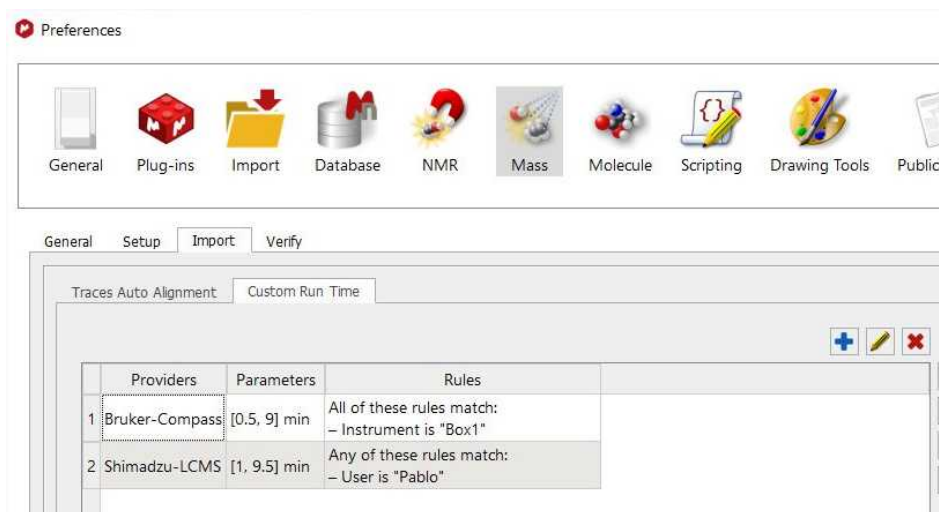 Preferences
General Plug-ins Import Database NMR Mass Molecule Scripting Drawing Tools Public
General Setup Import Verify
Traces Auto Alignment Custom Run Time
Providers Parameters Rules
1 Bruker-Compass [0.5, 9] min All of these rules match:
– Instrument is "Box1"
2 Shimadzu-LCMS [1, 9.5] min Any of these rules match:
– User is "Pablo"